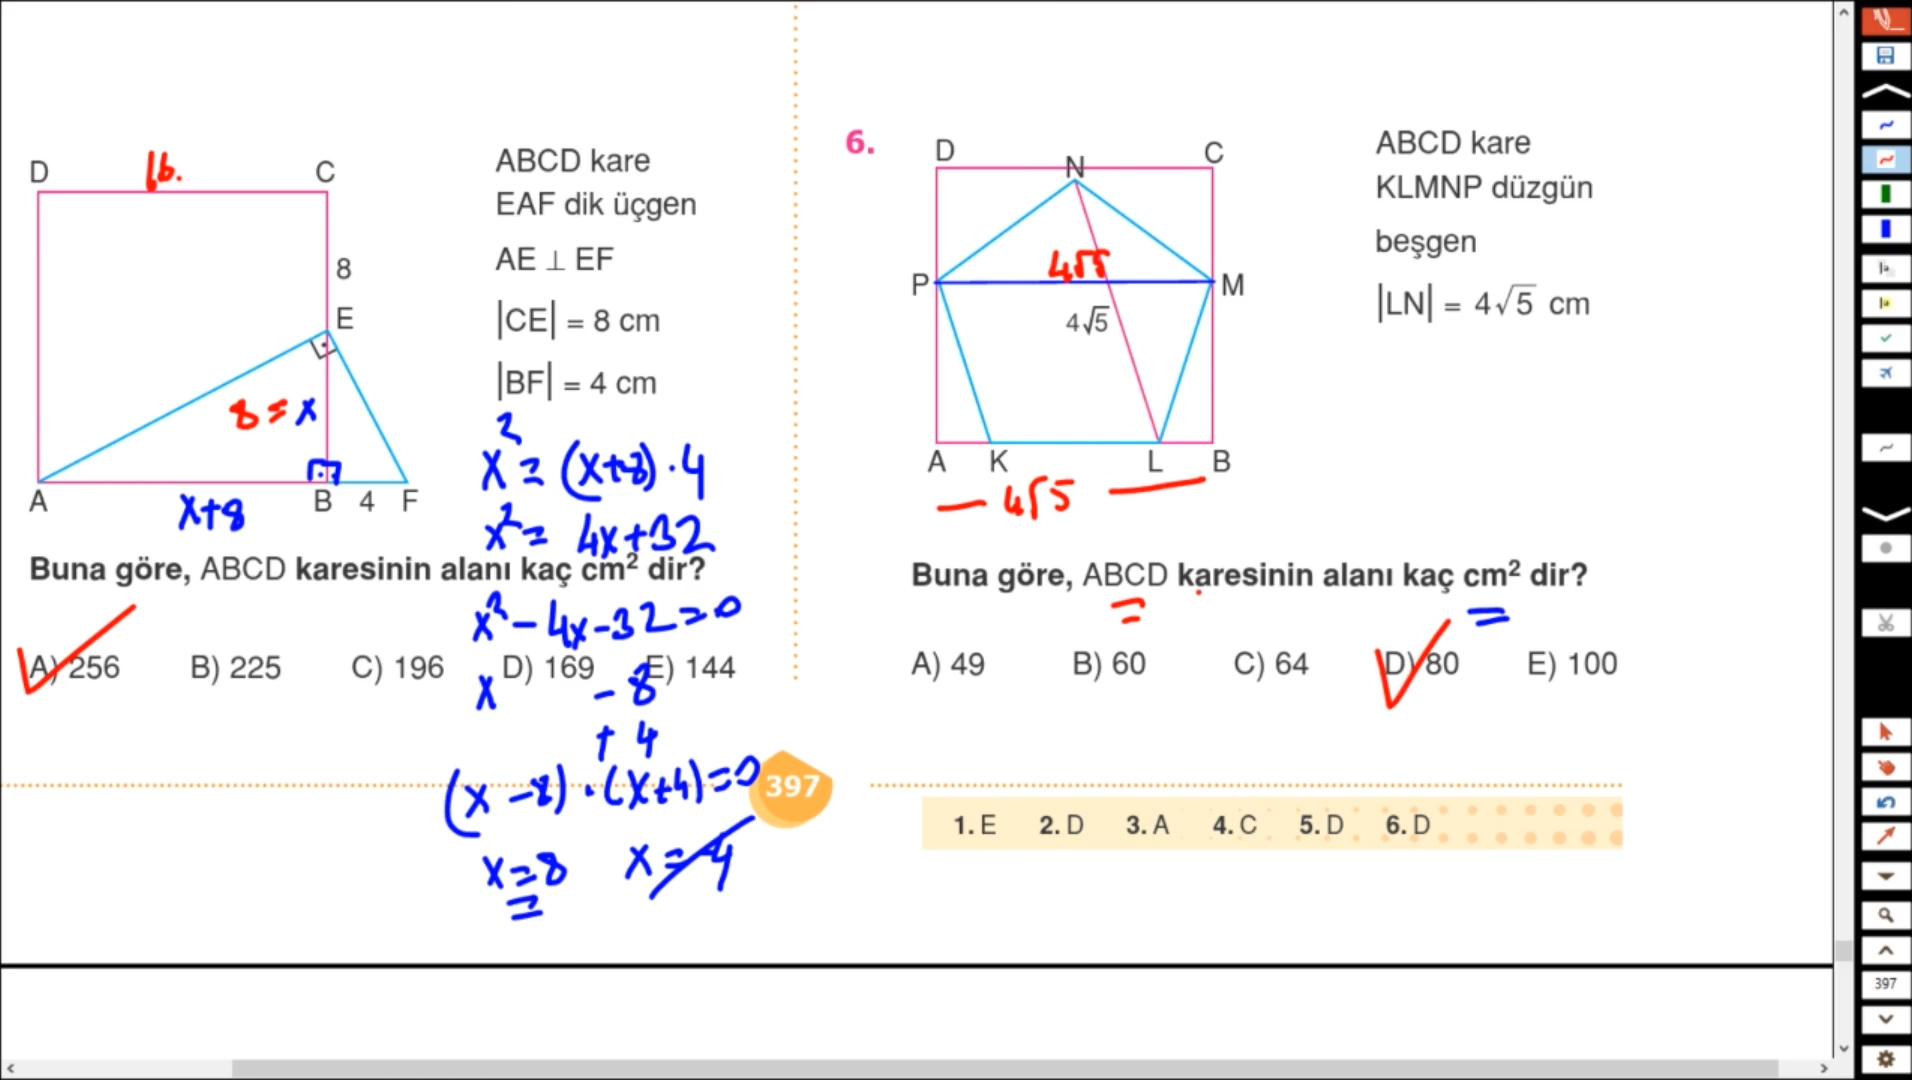 D
16.
C
8
E
8 = x
A
x+8
B
4
F
ABCD kare
EAF dik üçgen
AE ⊥ EF
|CE| = 8 cm
|BF| = 4 cm
x² = (x+8) · 4
x² = 4x+32
Buna göre, ABCD karesinin alanı kaç cm² dir?
x² - 4x - 32 = 0
A) 256 B) 225 C) 196 D) 169 E) 144
x - 8
+ 4
(x - 8) · (x+4) = 0
x = 8 x = -4
397
6.
D
N
C
P
4√5
M
4√5
A
K
L
B
4√5
ABCD kare
KLMNP düzgün
beşgen
|LN| = 4√5 cm
Buna göre, ABCD karesinin alanı kaç cm² dir?
A) 49 B) 60 C) 64 D) 80 E) 100
1. E 2. D 3. A 4. C 5. D 6. D
397